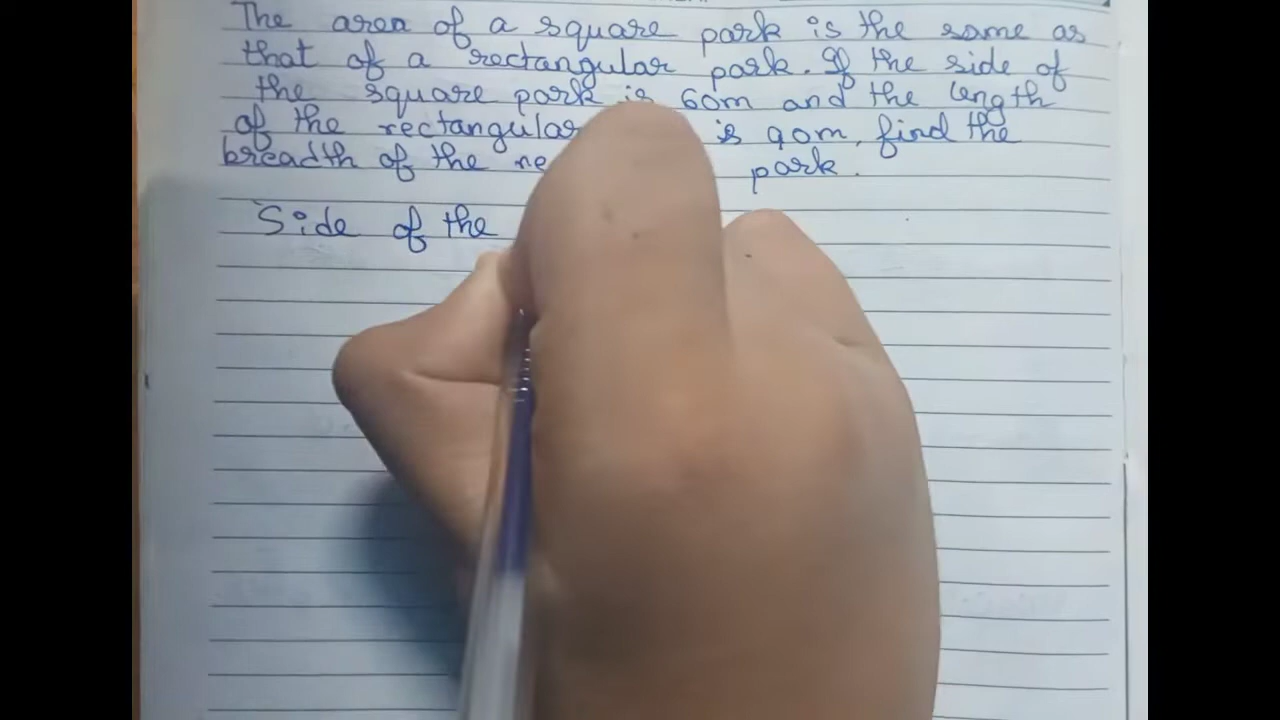 The area of a square park is the same as
that of a rectangular park. If the side of
the square park is 60m and the length
of the rectangular is 90m, find the
breadth of the park.
Side of the